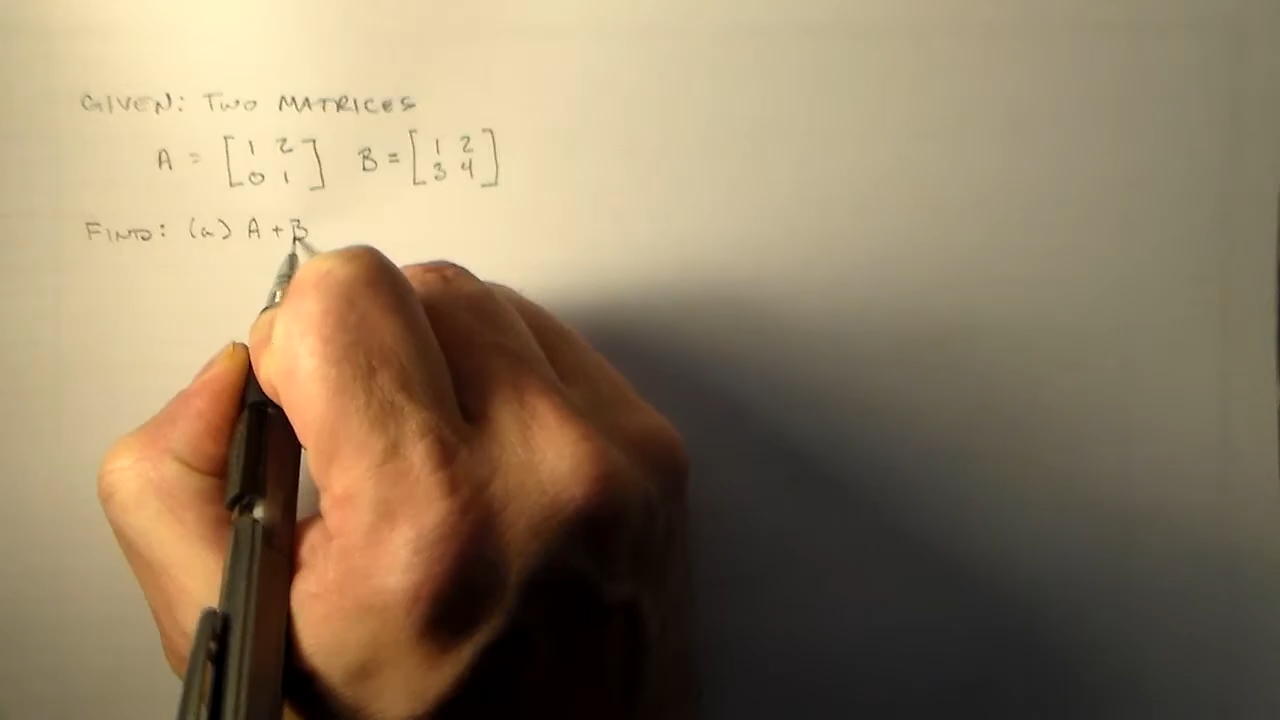 GIVEN: TWO MATRICES
A = [1 2 B = [1 2
0 1] 3 4]
FIND: (a) A + B